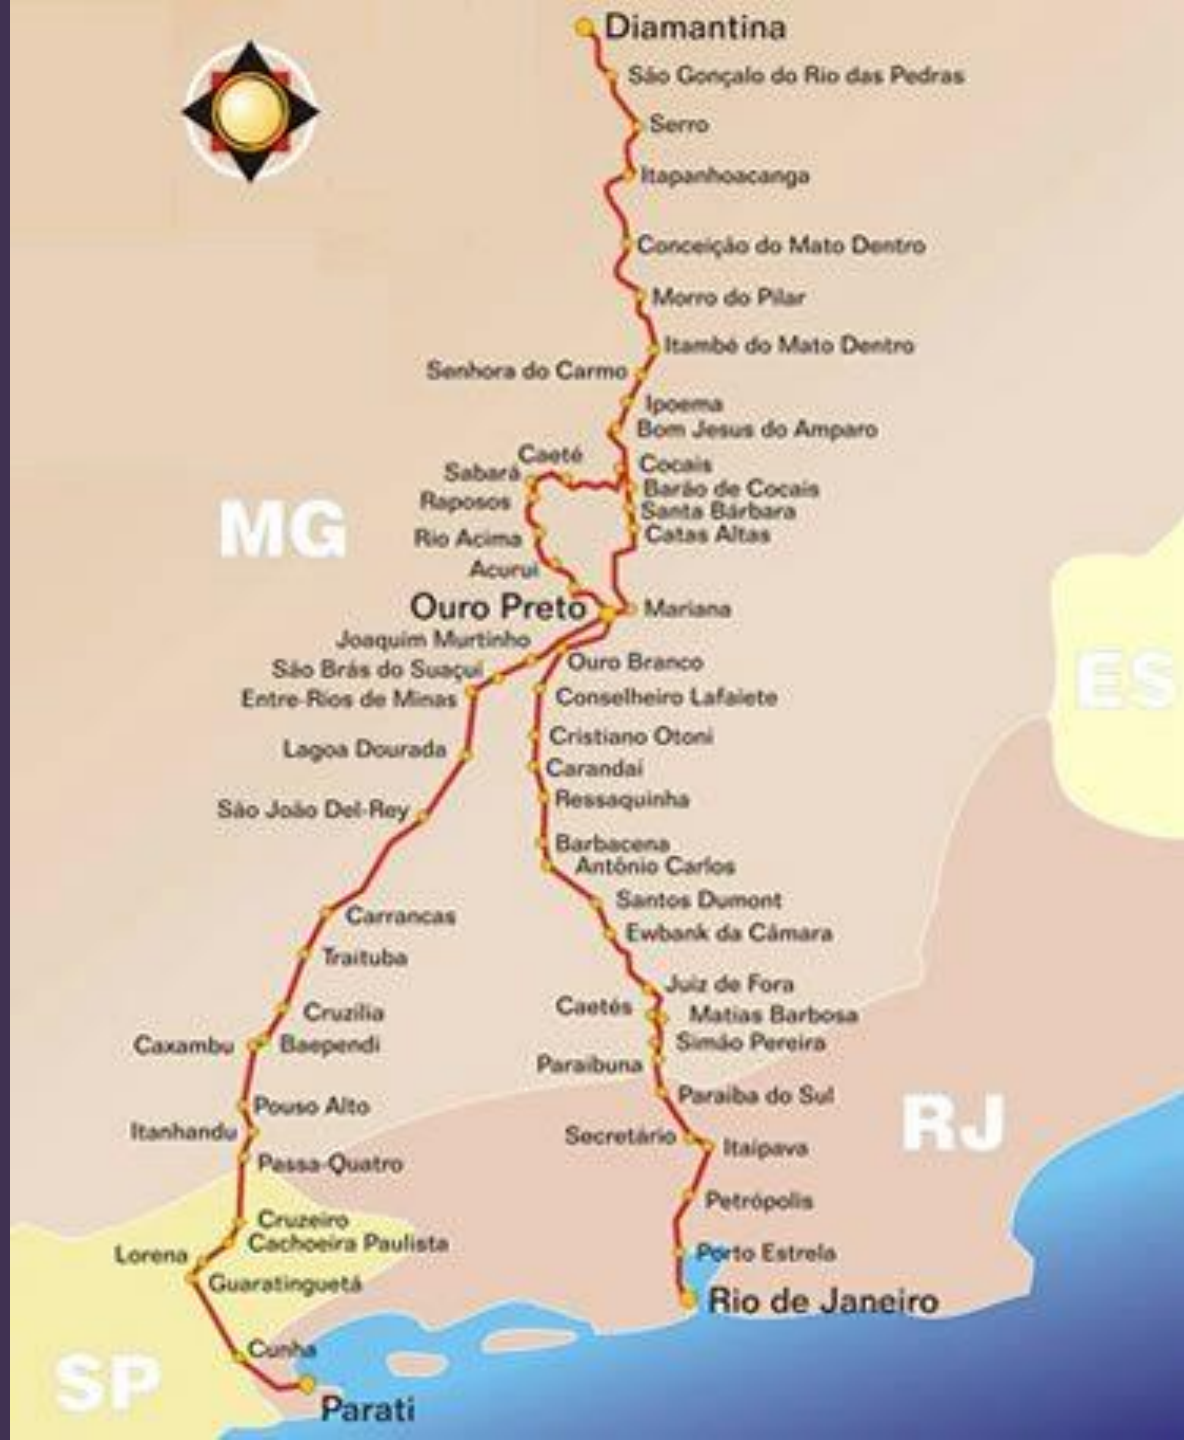 Diamantina
São Gonçalo do Rio das Pedras
Serro
Itapanhoacanga
Conceição do Mato Dentro
Morro do Pilar
Itambé do Mato Dentro
Senhora do Carmo
Ipoema
Bom Jesus do Amparo
Caeté
Cocais
Sabará
Barão de Cocais
Raposos
Santa Bárbara
Catas Altas
MG
Rio Acima
Acurui
Ouro Preto
Mariana
Joaquim Murtinho
Ouro Branco
São Brás do Suaçui
ES
Entre-Rios de Minas
Conselheiro Lafaiete
Cristiano Otoni
Lagoa Dourada
Carandai
Ressaquinha
São João Del-Rey
Barbacena
Antônio Carlos
Santos Dumont
Carrancas
Ewbank da Câmara
Traituba
Juiz de Fora
Caetés
Cruzilia
Matias Barbosa
Caxambu
Baependi
Simão Pereira
Paraibuna
Paraiba do Sul
Pouso Alto
RJ
Itanhandu
Secretário
Itaipava
Passa-Quatro
Petrópolis
Cruzeiro
Cachoeira Paulista
Lorena
Porto Estrela
Guaratinguetá
Rio de Janeiro
Cunha
SP
Parati